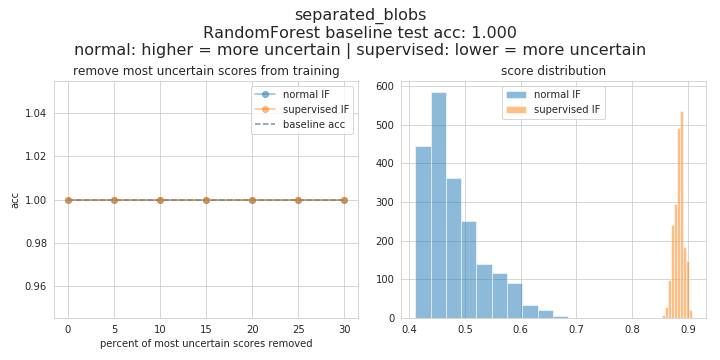 separated_blobs
RandomForest baseline test acc: 1.000
normal: higher = more uncertain | supervised: lower = more uncertain
remove most uncertain scores from training
normal IF
supervised IF
baseline acc
acc
1.04
1.02
1.00
0.98
0.96
0 5 10 15 20 25 30
percent of most uncertain scores removed
score distribution
normal IF
supervised IF
600
500
400
300
200
100
0
0.4 0.5 0.6 0.7 0.8 0.9